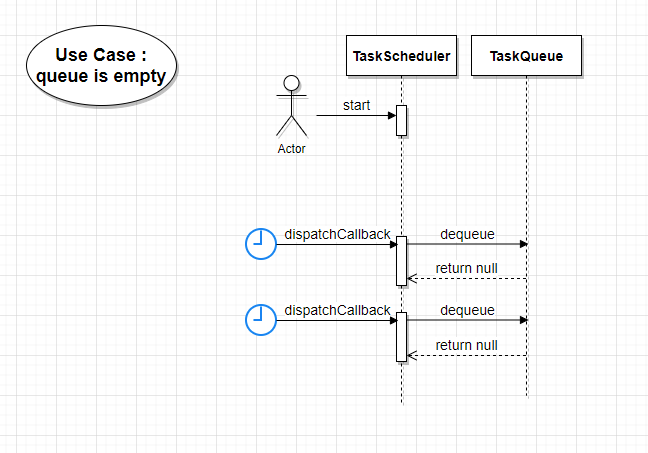 Use Case :
queue is empty
TaskScheduler
TaskQueue
start
Actor
dispatchCallback
dequeue
return null
dispatchCallback
dequeue
return null